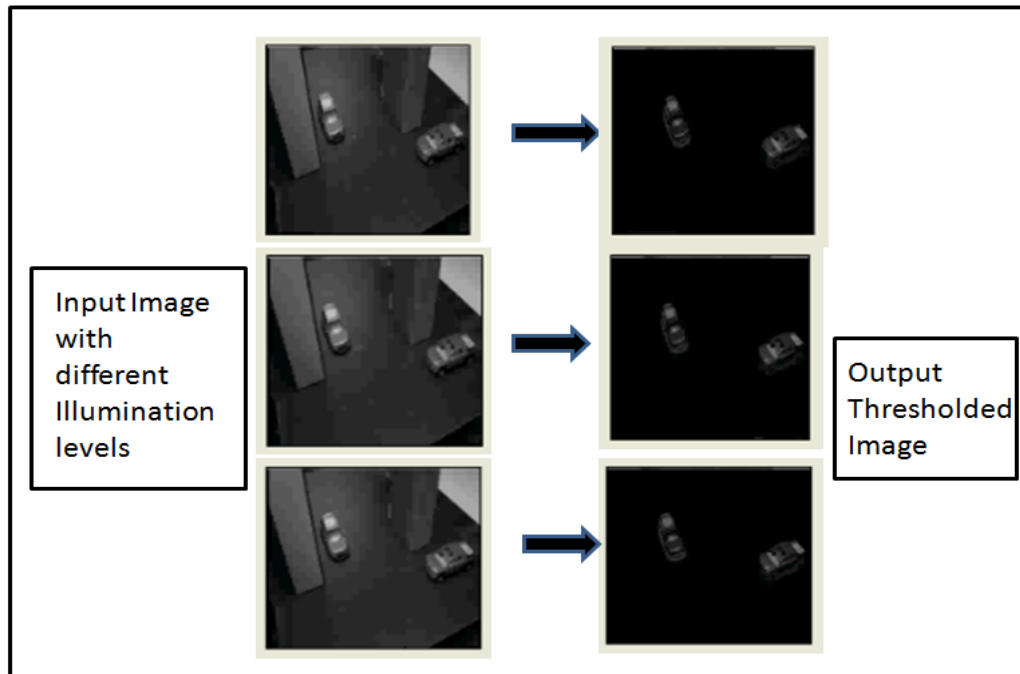 Input Image
with
different
Illumination
levels
Output
Thresholded
Image